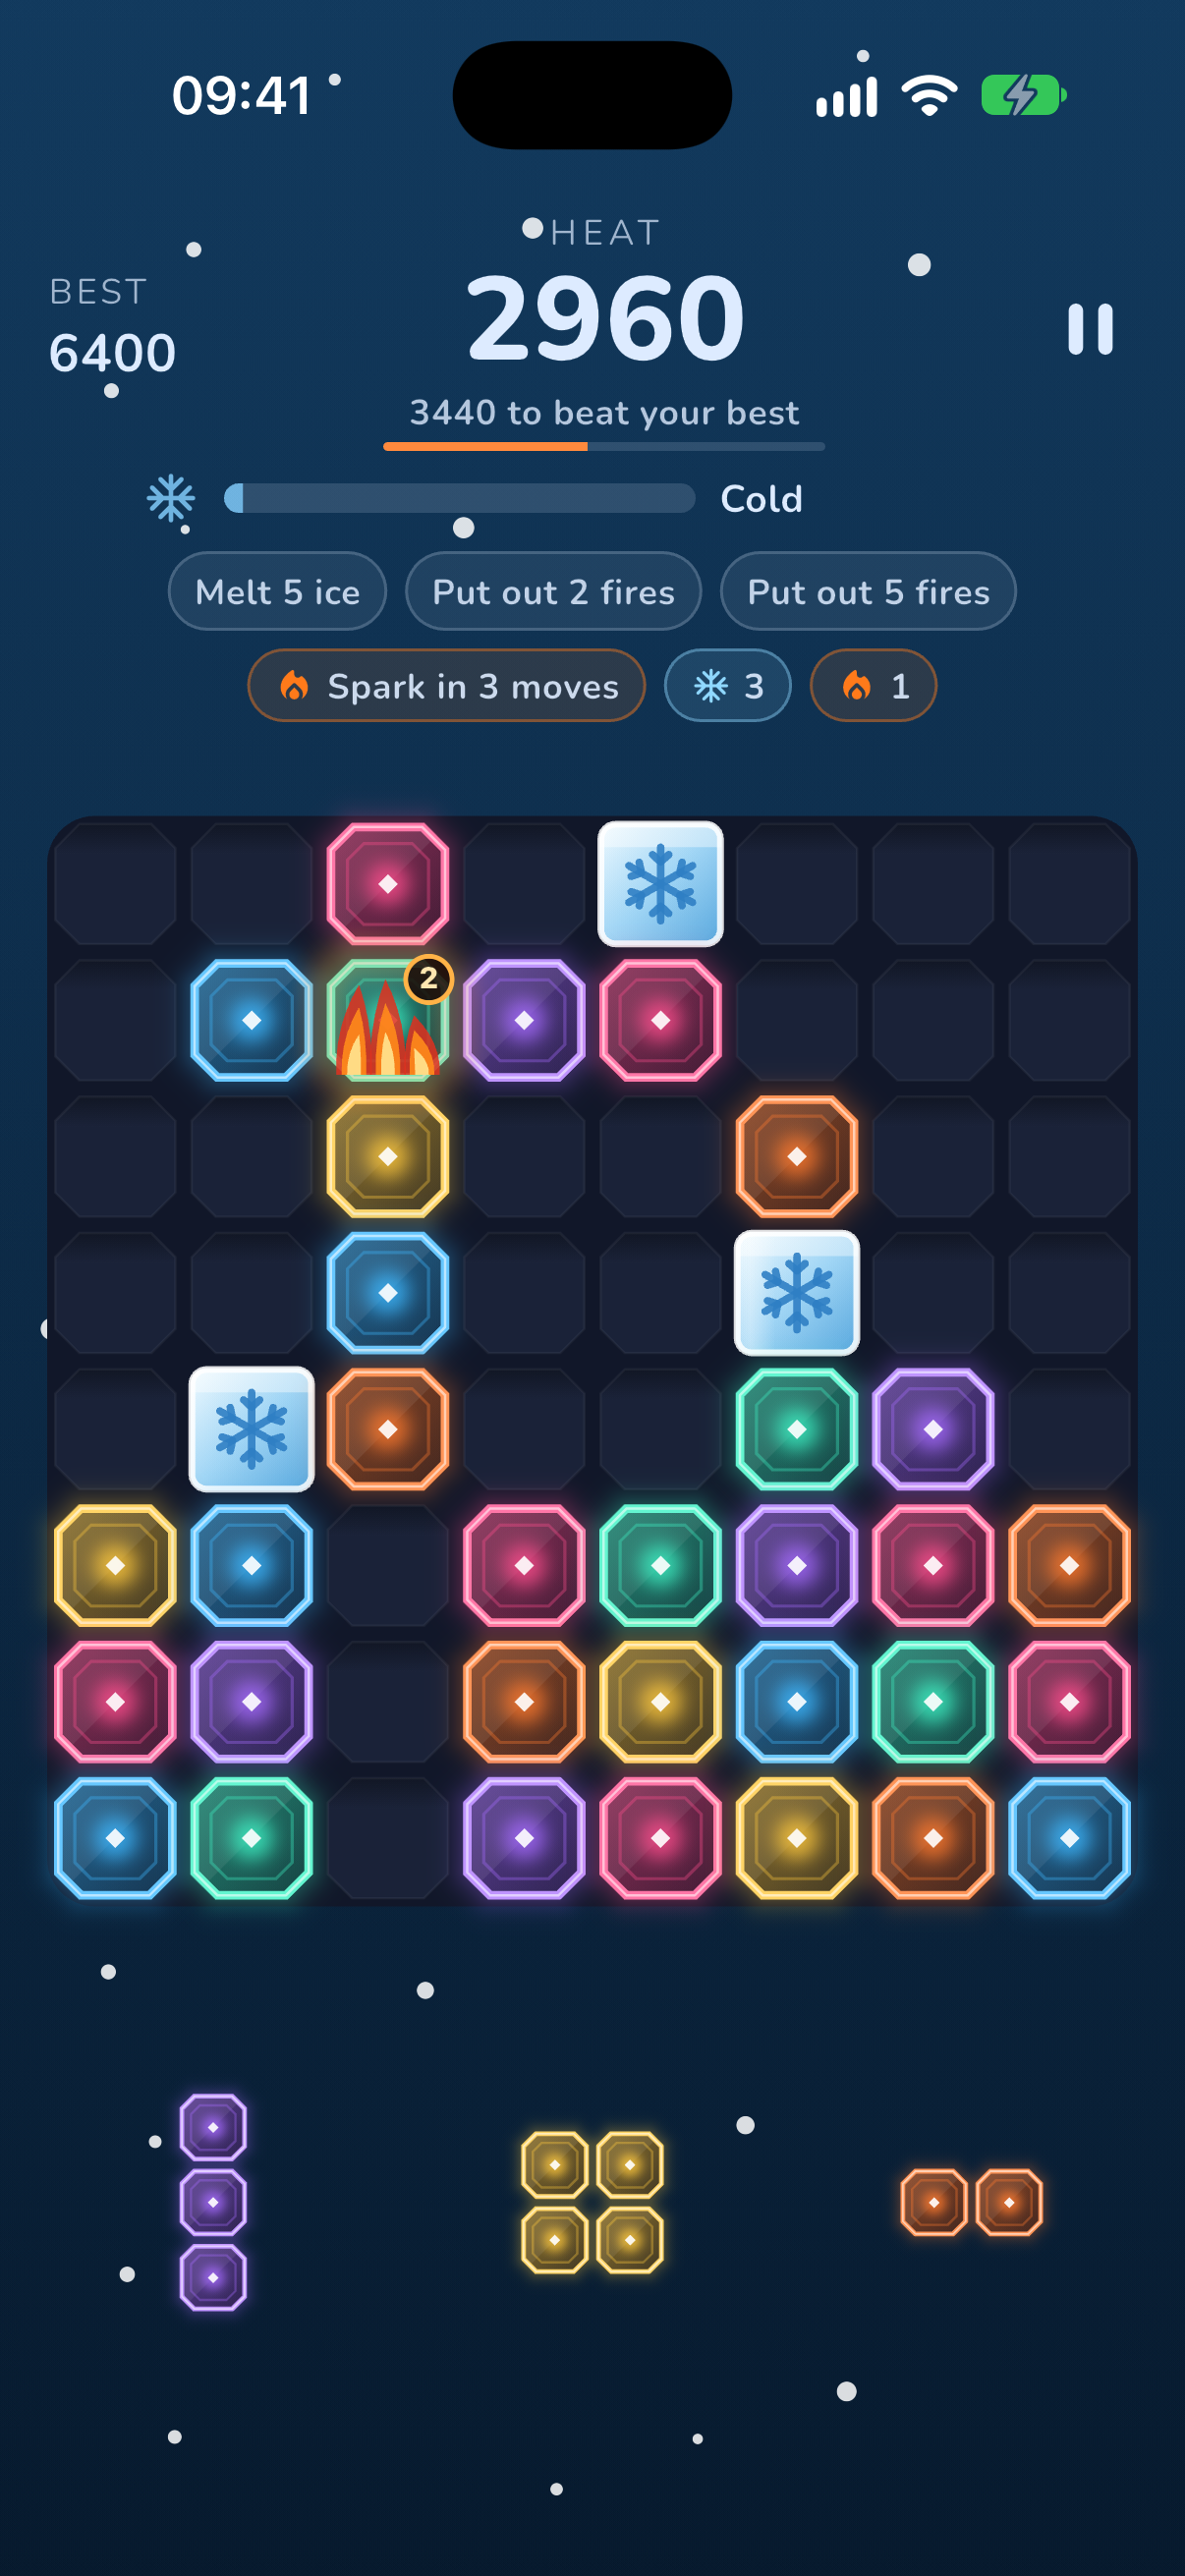 09:41
HEAT
BEST
2960
6400
3440 to beat your best
Cold
Melt 5 ice
Put out 2 fires
Put out 5 fires
Spark in 3 moves
3
1
2